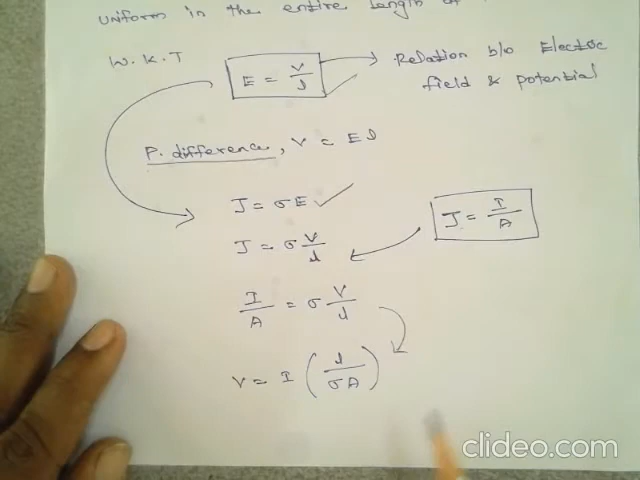 uniform in the entire length of
W.K.T E = V/l Relation b/o Electric
field & potential
P. difference, V = El
J = σE
J = σ V/l J = I/A
I/A = σ V/l
V = I (l/σA)
clideo.com